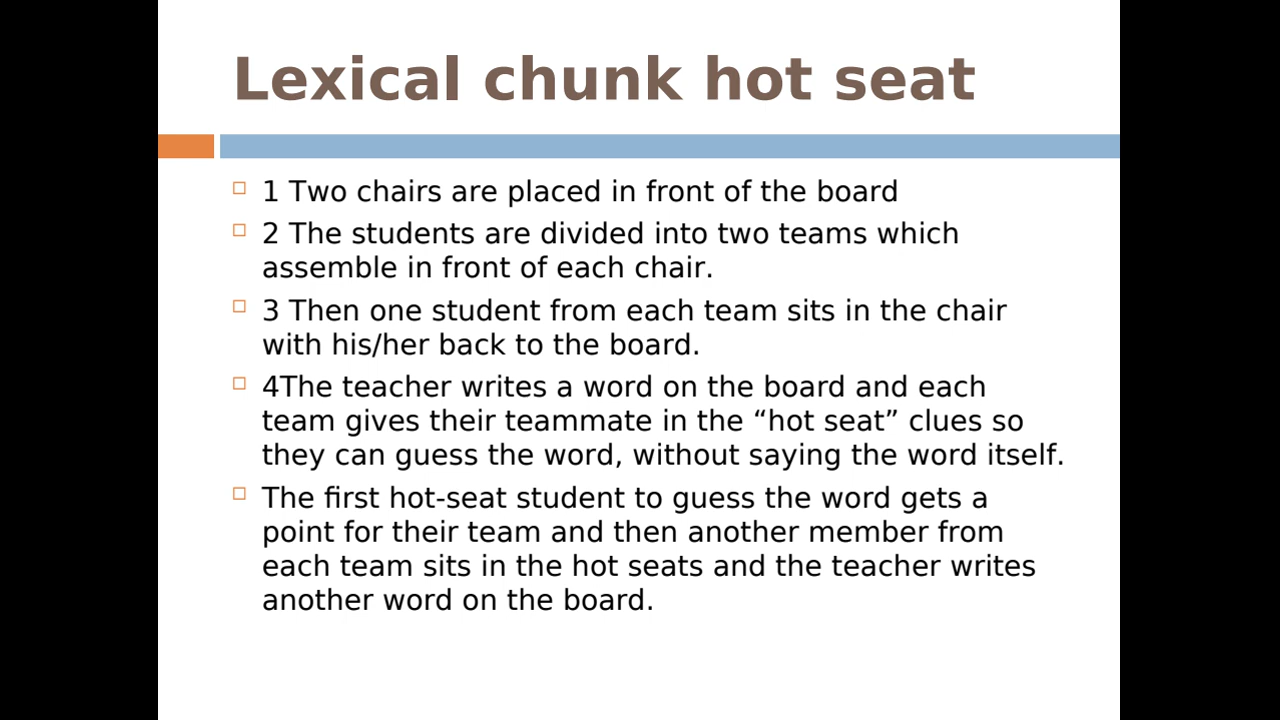 Lexical chunk hot seat
1 Two chairs are placed in front of the board
2 The students are divided into two teams which
assemble in front of each chair.
3 Then one student from each team sits in the chair
with his/her back to the board.
4The teacher writes a word on the board and each
team gives their teammate in the “hot seat” clues so
they can guess the word, without saying the word itself.
The first hot-seat student to guess the word gets a
point for their team and then another member from
each team sits in the hot seats and the teacher writes
another word on the board.